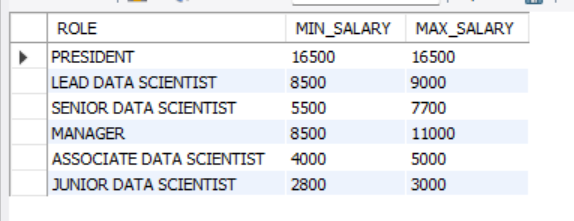 ROLE MIN_SALARY MAX_SALARY
PRESIDENT 16500 16500
LEAD DATA SCIENTIST 8500 9000
SENIOR DATA SCIENTIST 5500 7700
MANAGER 8500 11000
ASSOCIATE DATA SCIENTIST 4000 5000
JUNIOR DATA SCIENTIST 2800 3000